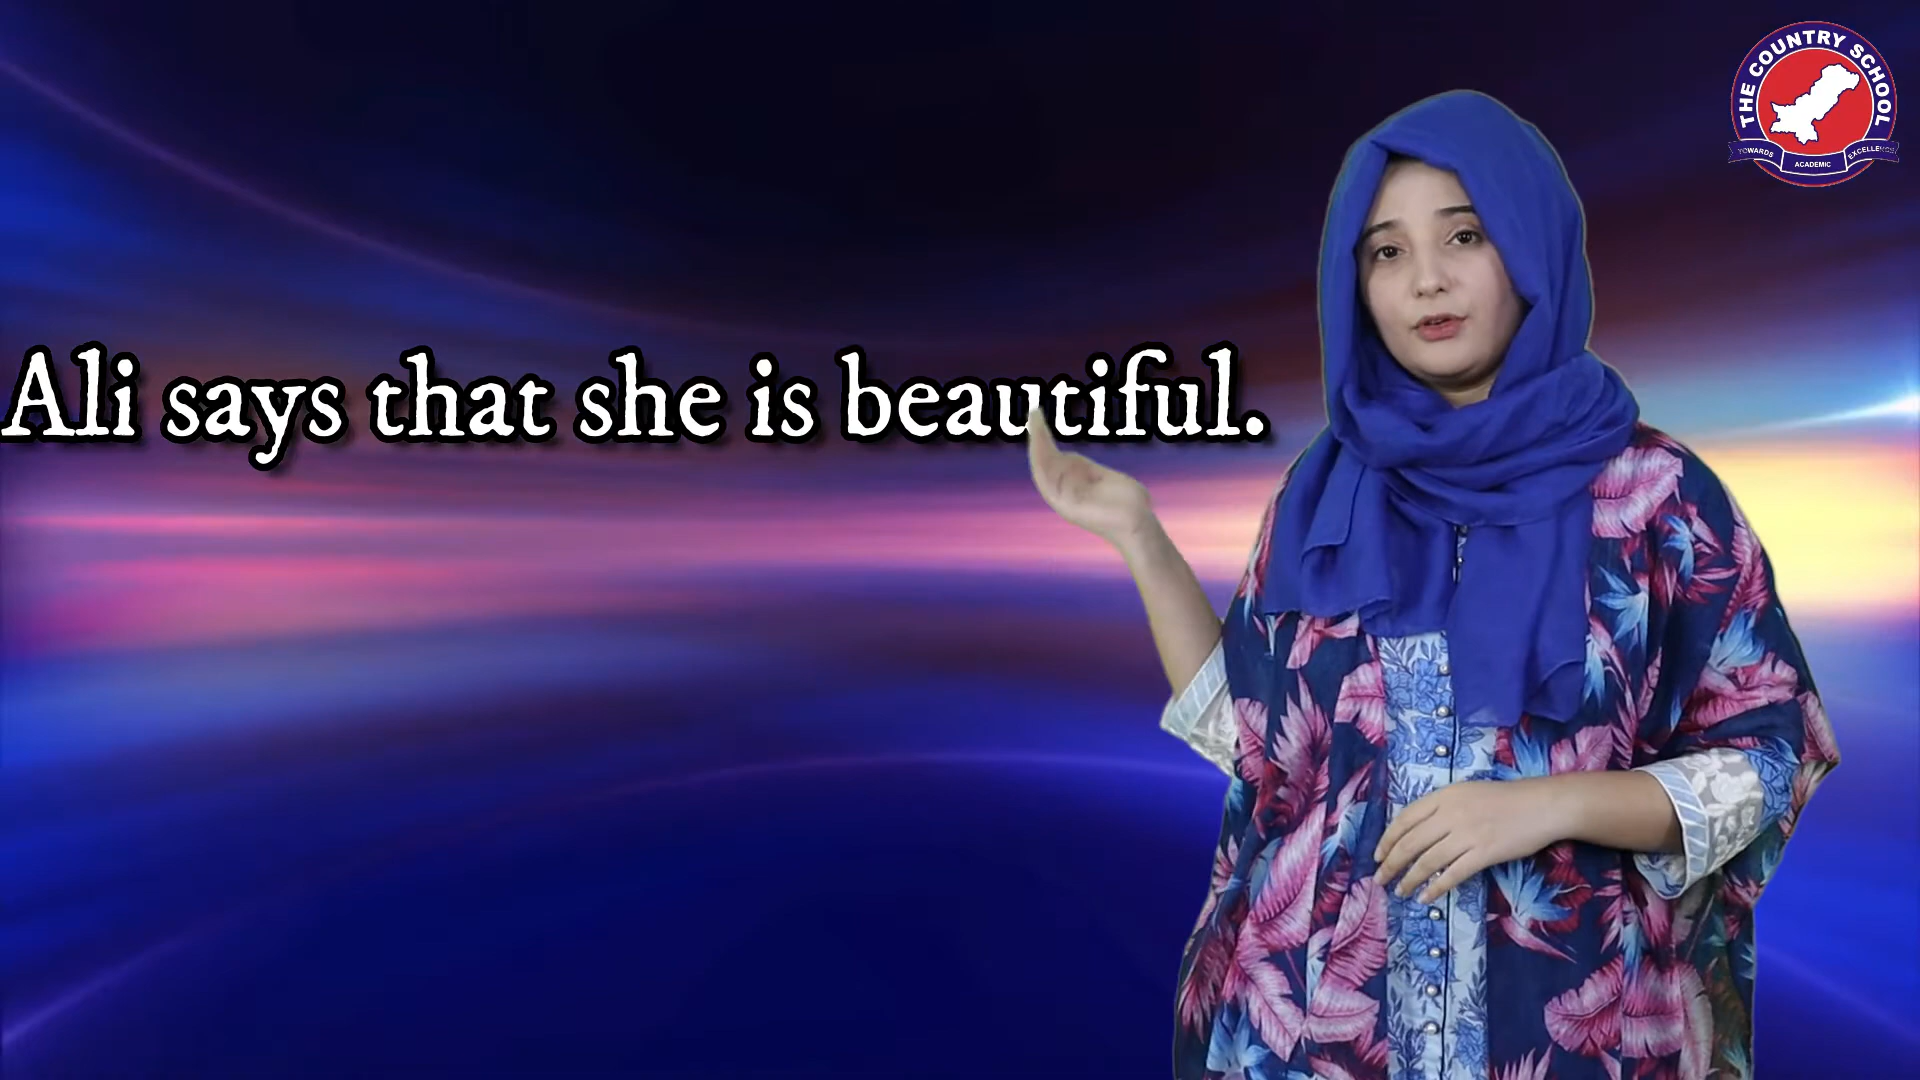 Ali says that she is beautiful.
THE COUNTRY SCHOOL
TOWARDS ACADEMIC EXCELLENCE